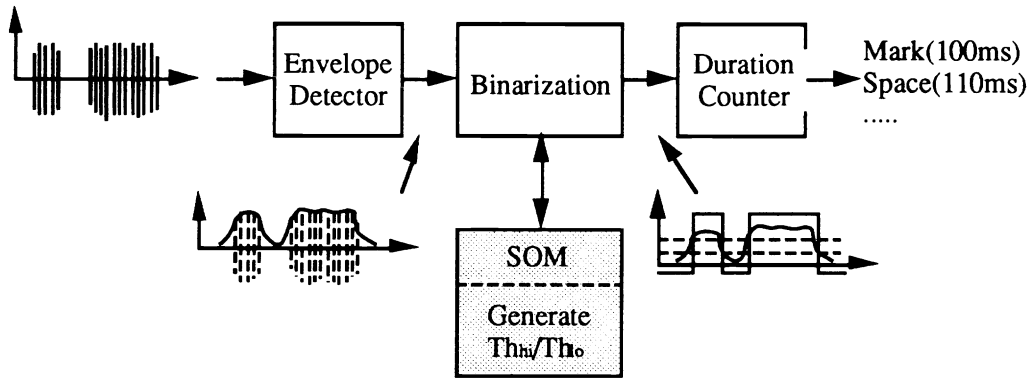 Envelope
Detector
Binarization
Duration
Counter
Mark(100ms)
Space(110ms)
.....
SOM
Generate
Thhi/Thlo